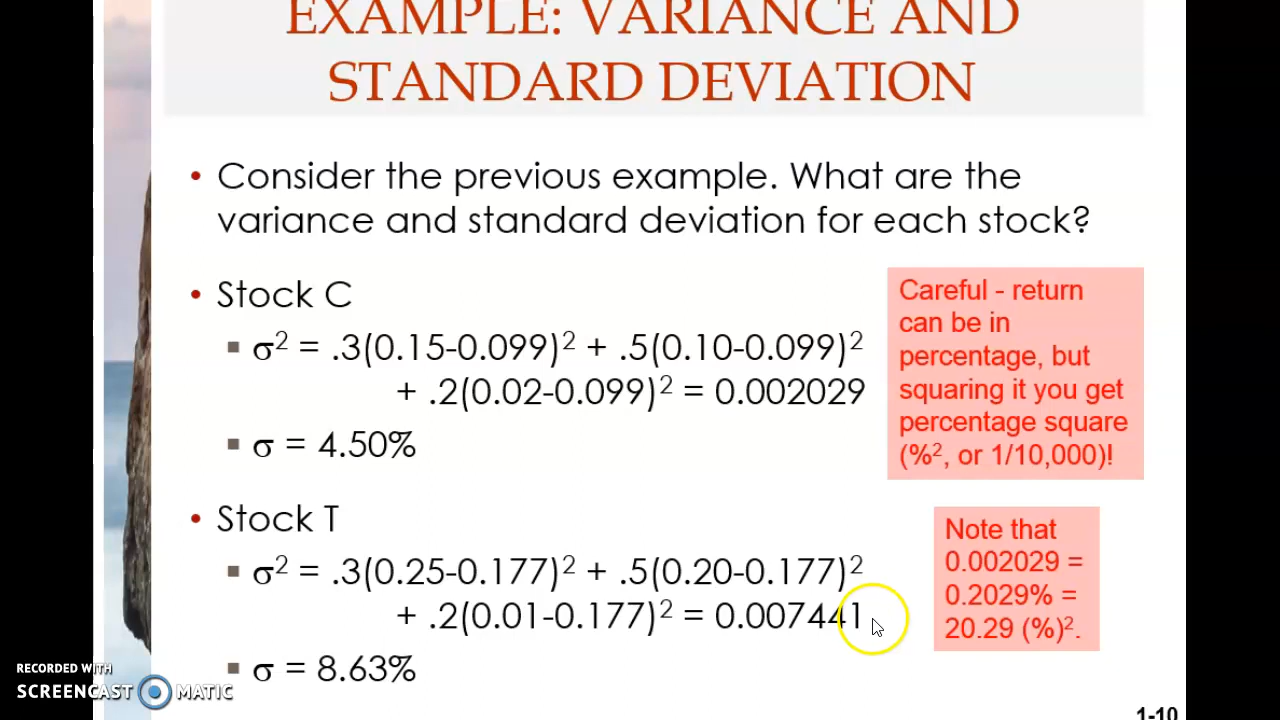 EXAMPLE: VARIANCE AND
STANDARD DEVIATION
• Consider the previous example. What are the
variance and standard deviation for each stock?
• Stock C
▪ σ² = .3(0.15-0.099)² + .5(0.10-0.099)²
+ .2(0.02-0.099)² = 0.002029
▪ σ = 4.50%
Careful - return
can be in
percentage, but
squaring it you get
percentage square
(%², or 1/10,000)!
• Stock T
▪ σ² = .3(0.25-0.177)² + .5(0.20-0.177)²
+ .2(0.01-0.177)² = 0.007441
▪ σ = 8.63%
Note that
0.002029 =
0.2029% =
20.29 (%)².
RECORDED WITH
SCREENCAST MATIC
1-10